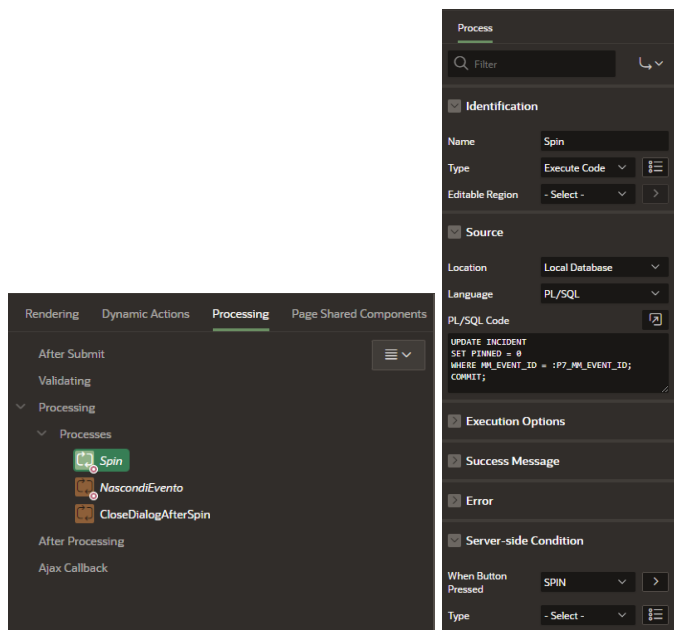 Rendering
Dynamic Actions
Processing
Page Shared Components
After Submit
Validating
Processing
Processes
Spin
NascondiEvento
CloseDialogAfterSpin
After Processing
Ajax Callback
Process
Filter
Identification
Name
Spin
Type
Execute Code
Editable Region
- Select -
Source
Location
Local Database
Language
PL/SQL
PL/SQL Code
UPDATE INCIDENT
SET PINNED = 0
WHERE MM_EVENT_ID = :P7_MM_EVENT_ID;
COMMIT;
Execution Options
Success Message
Error
Server-side Condition
When Button
Pressed
SPIN
Type
- Select -